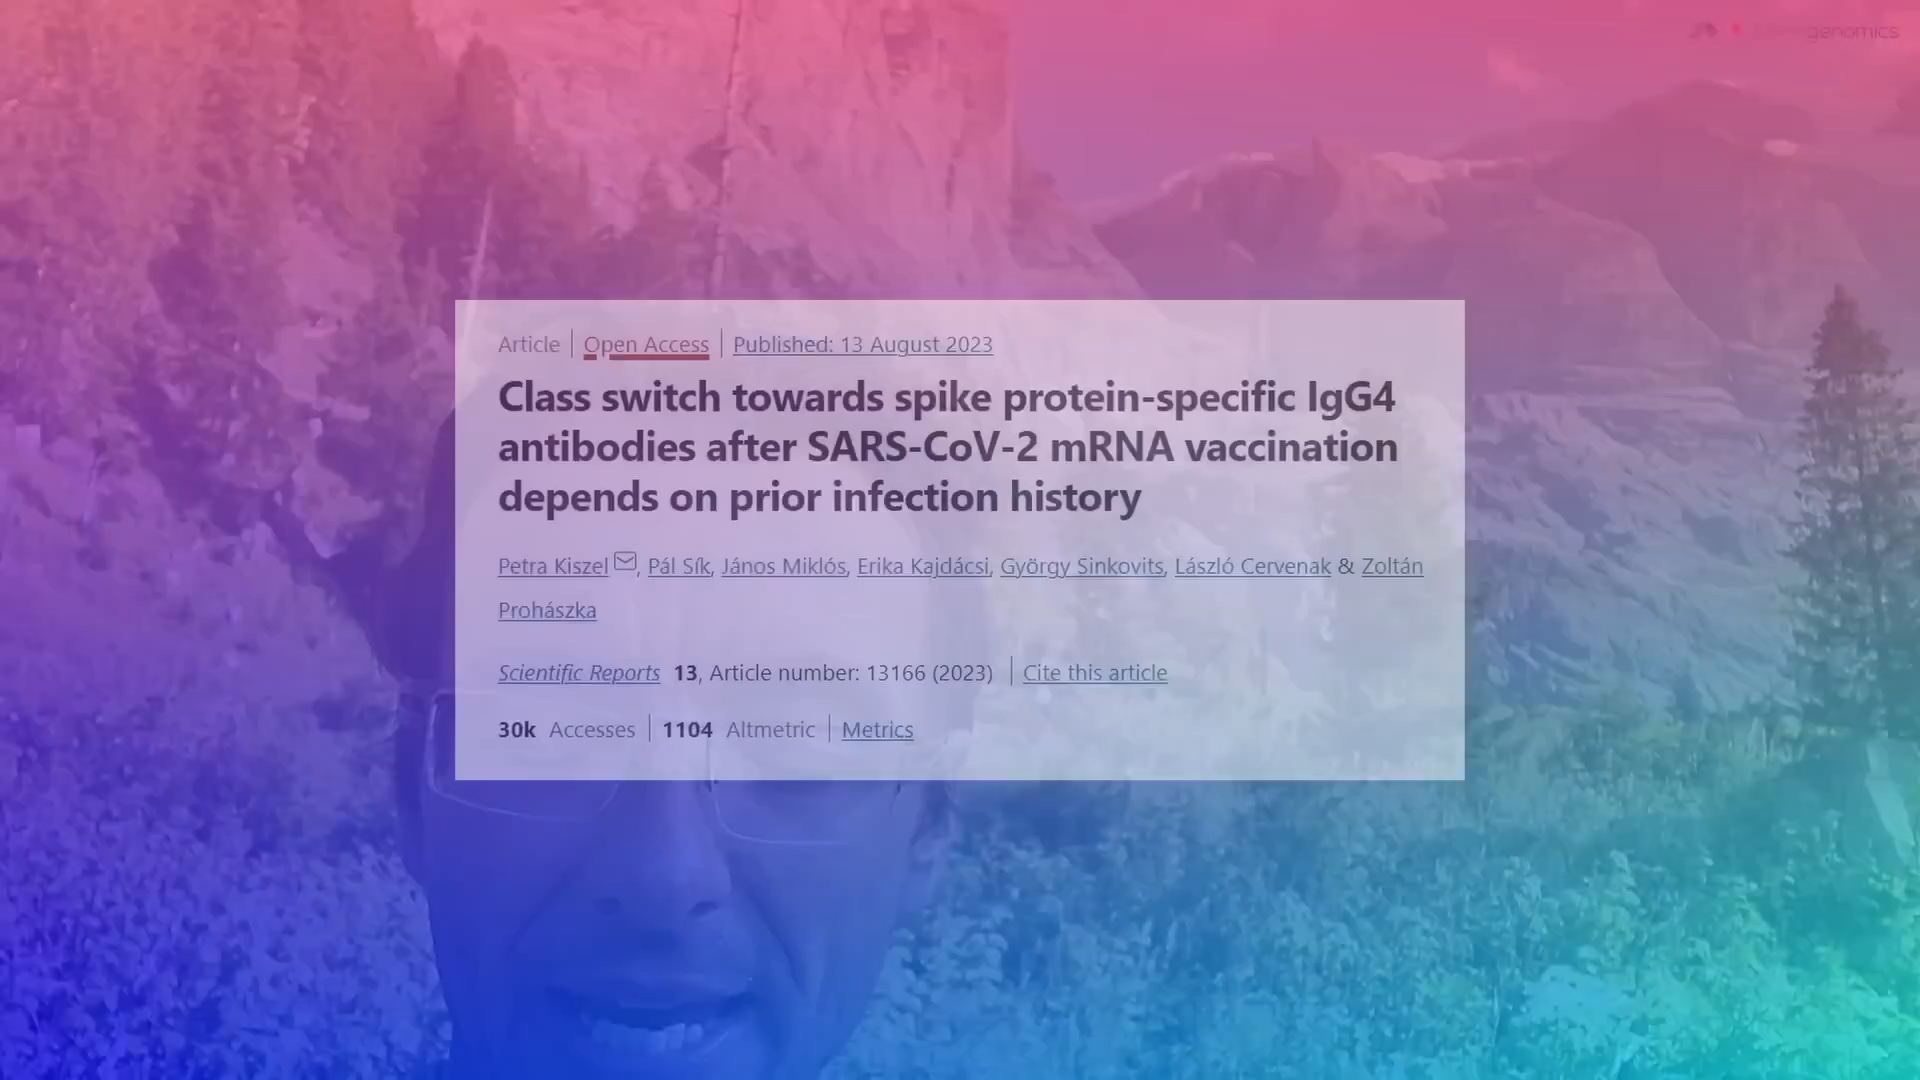 genomics
Article | Open Access | Published: 13 August 2023
Class switch towards spike protein-specific IgG4
antibodies after SARS-CoV-2 mRNA vaccination
depends on prior infection history
Petra Kiszel, Pál Sík, János Miklós, Erika Kajdácsi, György Sinkovits, László Cervenak & Zoltán
Prohászka
Scientific Reports 13, Article number: 13166 (2023) | Cite this article
30k Accesses | 1104 Altmetric | Metrics